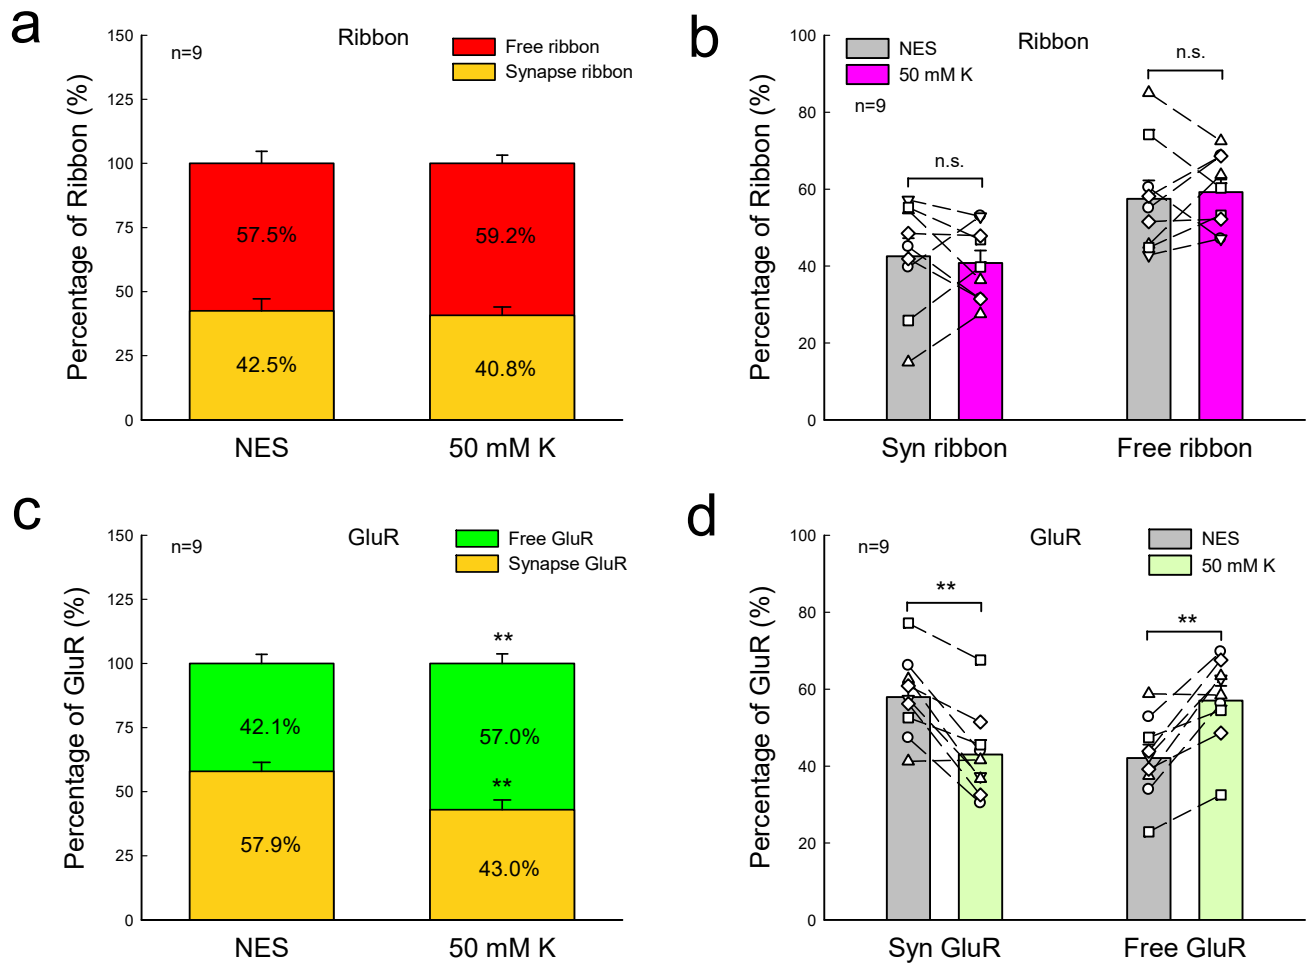 a
Ribbon
n=9
Free ribbon
Synapse ribbon
Percentage of Ribbon (%)
150
125
100
75
50
25
0
57.5%
59.2%
42.5%
40.8%
NES
50 mM K
b
Ribbon
NES
50 mM K
n=9
n.s.
n.s.
Percentage of Ribbon (%)
100
80
60
40
20
0
Syn ribbon
Free ribbon
c
GluR
n=9
Free GluR
Synapse GluR
Percentage of GluR (%)
150
125
100
75
50
25
0
**
42.1%
57.0%
**
57.9%
43.0%
NES
50 mM K
d
GluR
n=9
NES
50 mM K
**
**
Percentage of GluR (%)
100
80
60
40
20
0
Syn GluR
Free GluR